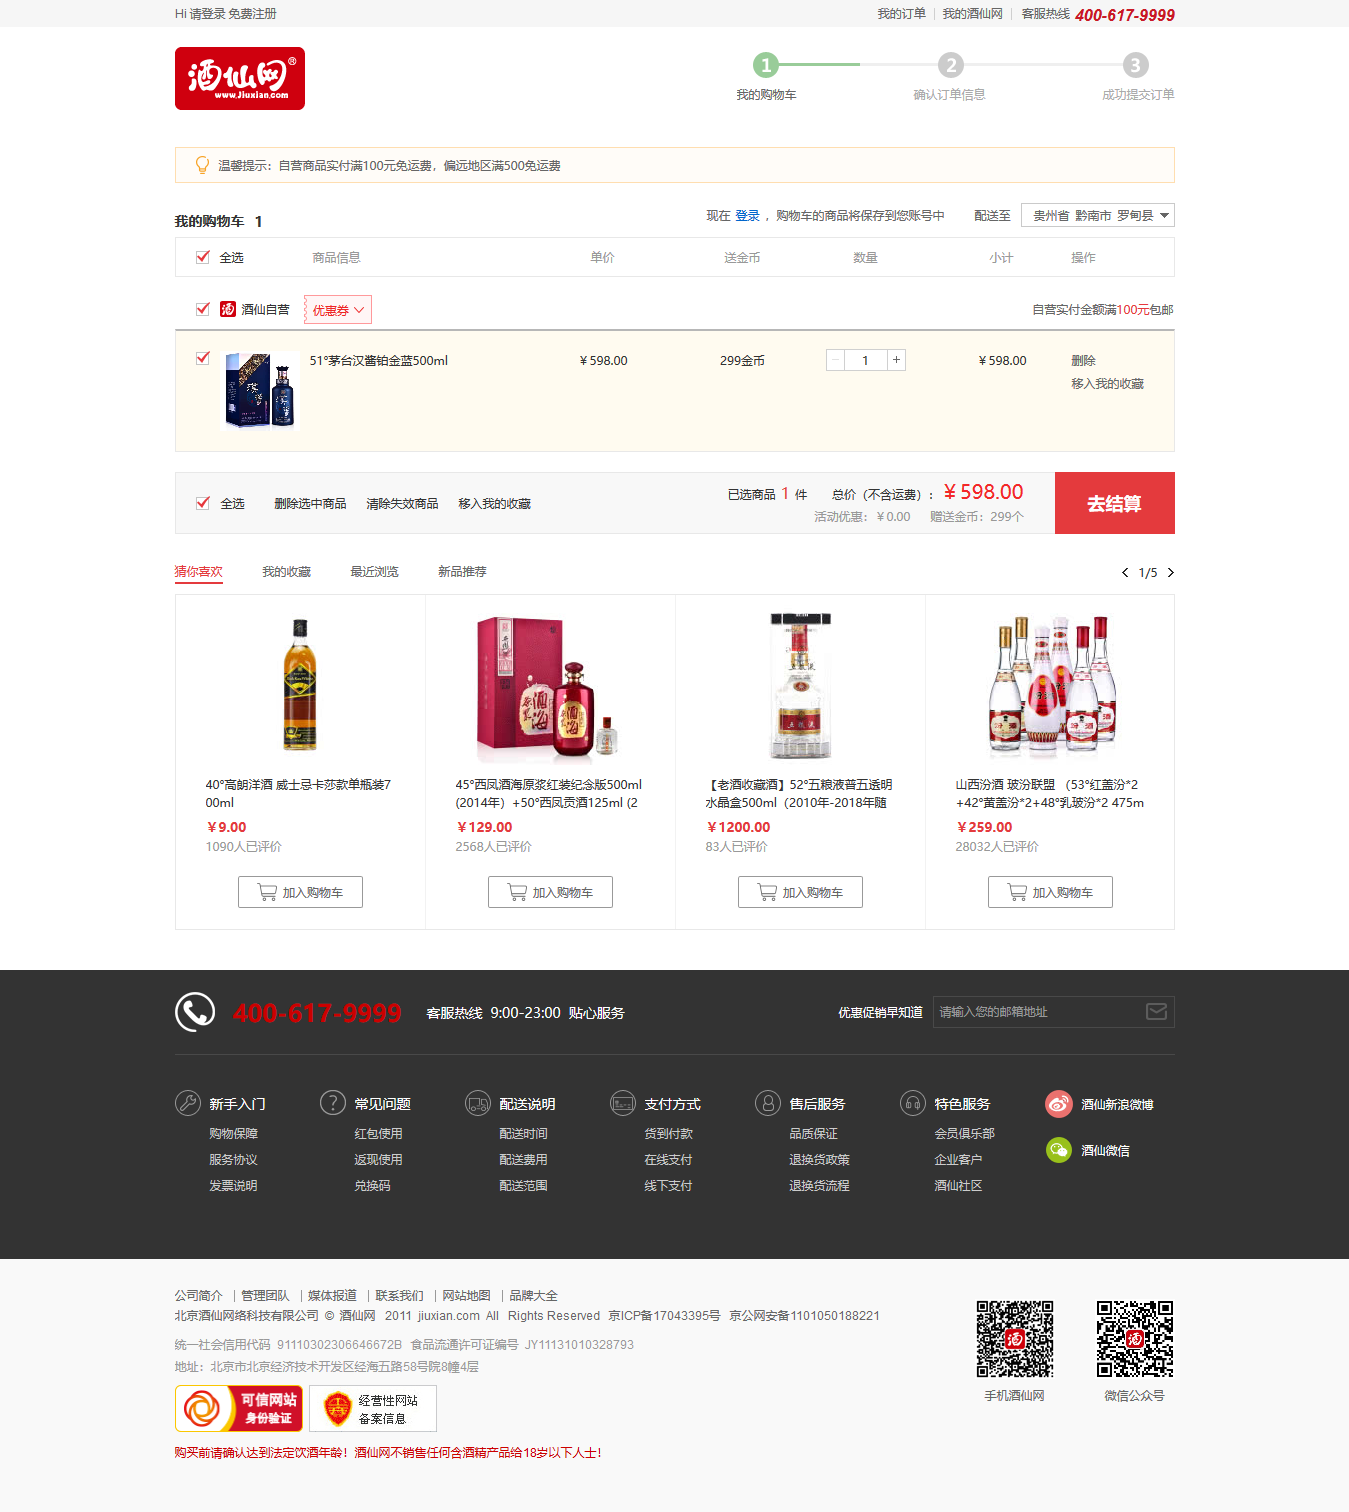 Hi 请登录 免费注册
我的订单 我的酒仙网 客服热线 400-617-9999
酒仙网®
www.Jiuxian.com
1 2 3
我的购物车 确认订单信息 成功提交订单
温馨提示：自营商品实付满100元免运费，偏远地区满500免运费
我的购物车 1
现在 登录 ，购物车的商品将保存到您账号中 配送至 贵州省 黔南市 罗甸县
全选 商品信息 单价 送金币 数量 小计 操作
酒 酒仙自营 优惠券 自营实付金额满100元包邮
51°茅台汉酱铂金蓝500ml ￥598.00 299金币 － 1 + ￥598.00 删除
移入我的收藏
全选 删除选中商品 清除失效商品 移入我的收藏
已选商品 1 件 总价（不含运费）：￥598.00
活动优惠：￥0.00 赠送金币：299个
去结算
猜你喜欢 我的收藏 最近浏览 新品推荐 1/5
40°高朗洋酒 威士忌卡莎款单瓶装7
00ml
￥9.00
1090人已评价
加入购物车
45°西凤酒海原浆红装纪念版500ml
(2014年）+50°西凤贡酒125ml (2
￥129.00
2568人已评价
加入购物车
【老酒收藏酒】52°五粮液普五透明
水晶盒500ml（2010年-2018年随
￥1200.00
83人已评价
加入购物车
山西汾酒 玻汾联盟 （53°红盖汾*2
+42°黄盖汾*2+48°乳玻汾*2 475m
￥259.00
28032人已评价
加入购物车
400-617-9999 客服热线 9:00-23:00 贴心服务 优惠促销早知道 请输入您的邮箱地址
新手入门 常见问题 配送说明 支付方式 售后服务 特色服务 酒仙新浪微博
购物保障 红包使用 配送时间 货到付款 品质保证 会员俱乐部
服务协议 返现使用 配送费用 在线支付 退换货政策 企业客户 酒仙微信
发票说明 兑换码 配送范围 线下支付 退换货流程 酒仙社区
公司简介 | 管理团队 | 媒体报道 | 联系我们 | 网站地图 | 品牌大全
北京酒仙网络科技有限公司 © 酒仙网 2011 jiuxian.com All Rights Reserved 京ICP备17043395号 京公网安备1101050188221
统一社会信用代码 91110302306646672B 食品流通许可证编号 JY11131010328793
地址：北京市北京经济技术开发区经海五路58号院8幢4层
手机酒仙网 微信公众号
可信网站
身份验证
经营性网站
备案信息
购买前请确认达到法定饮酒年龄！酒仙网不销售任何含酒精产品给18岁以下人士！